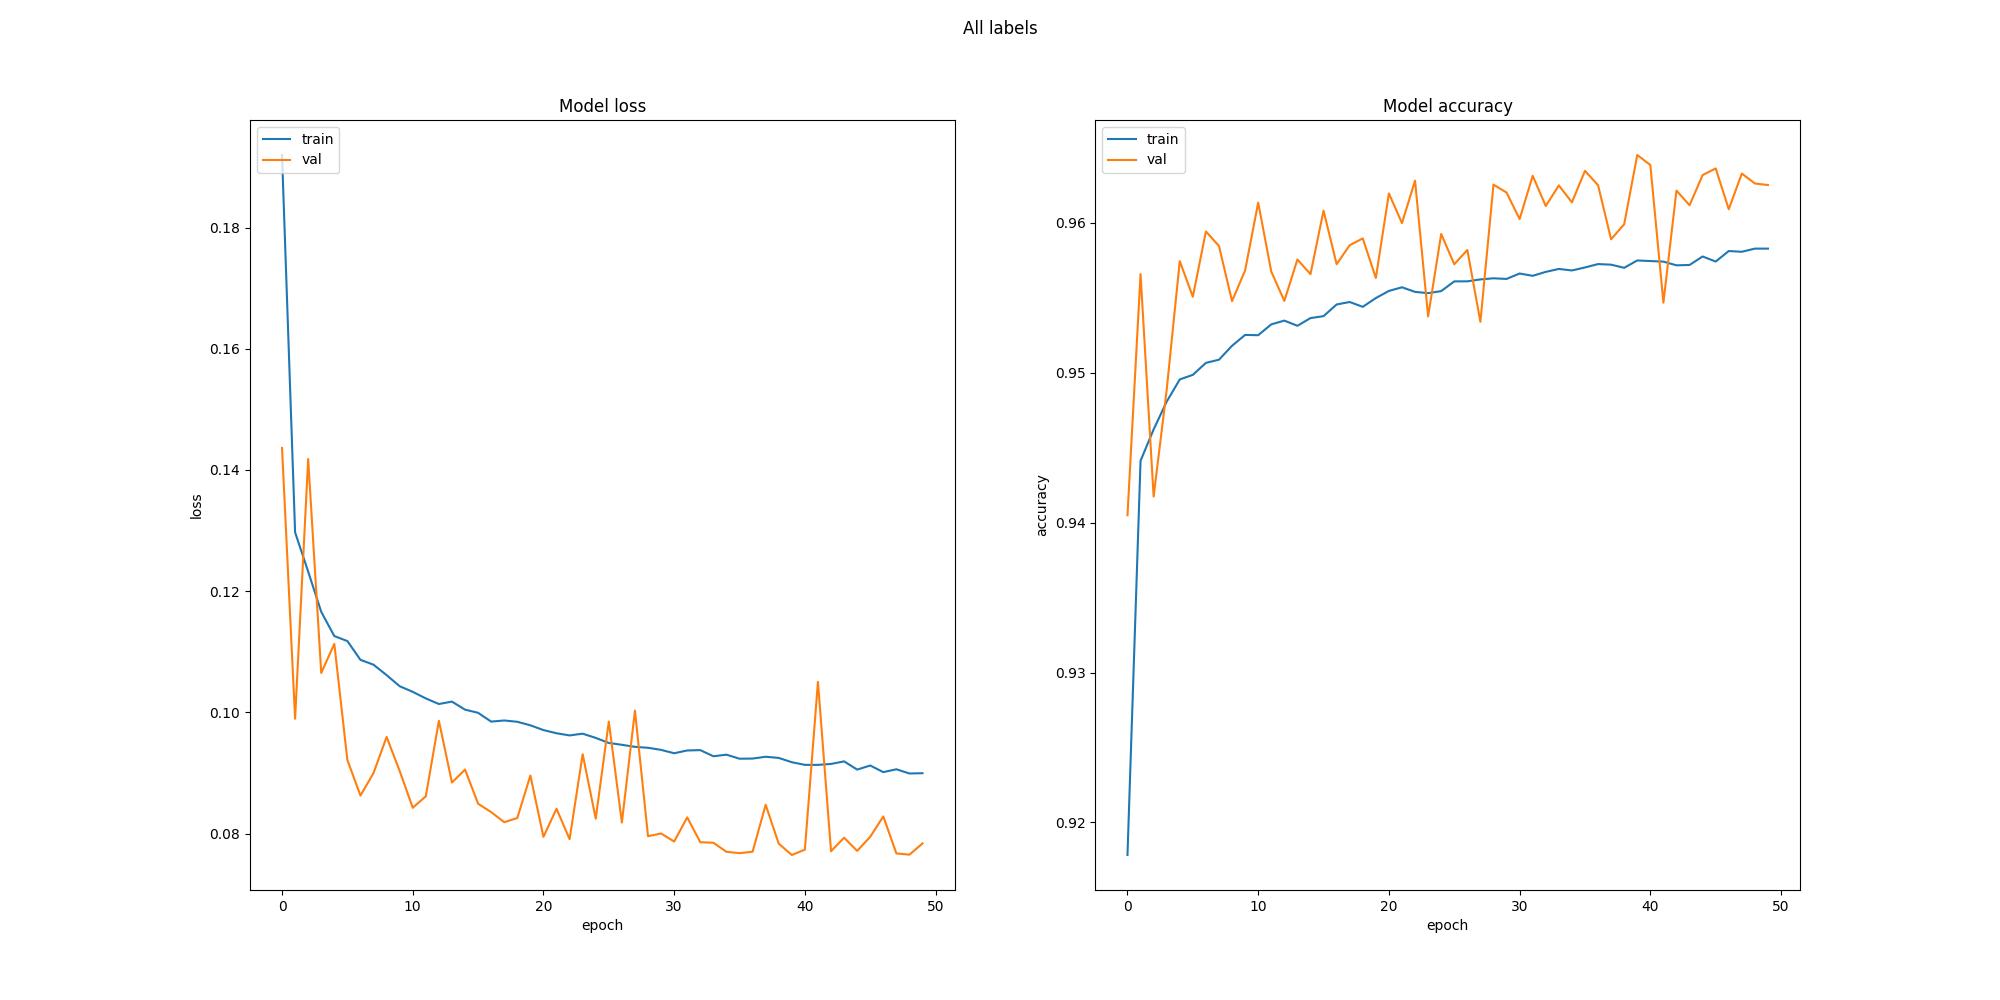 All labels
Model loss
train
val
0.18
0.16
0.14
0.12
0.10
0.08
loss
0 10 20 30 40 50
epoch
Model accuracy
train
val
0.96
0.95
0.94
0.93
0.92
accuracy
0 10 20 30 40 50
epoch